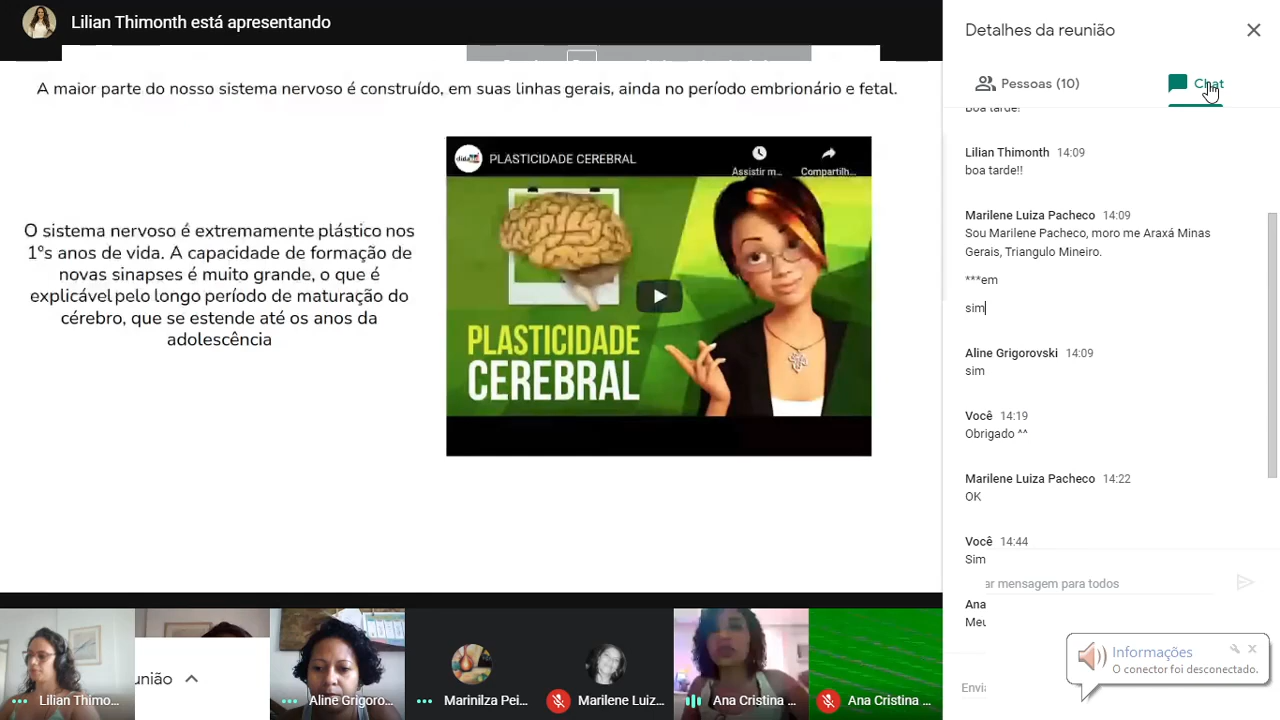 Lilian Thimonth está apresentando
A maior parte do nosso sistema nervoso é construído, em suas linhas gerais, ainda no período embrionário e fetal.
O sistema nervoso é extremamente plástico nos
1°s anos de vida. A capacidade de formação de
novas sinapses é muito grande, o que é
explicável pelo longo período de maturação do
cérebro, que se estende até os anos da
adolescência
PLASTICIDADE CEREBRAL
Assistir m...
Compartilh...
PLASTICIDADE
CEREBRAL
Lilian Thimo...
união
Aline Grigoro...
Marinilza Pei...
Marilene Luiz...
Ana Cristina ...
Ana Cristina ...
Detalhes da reunião
Pessoas (10)
Chat
Boa tarde!
Lilian Thimonth 14:09
boa tarde!!
Marilene Luiza Pacheco 14:09
Sou Marilene Pacheco, moro me Araxá Minas
Gerais, Triangulo Mineiro.
***em
sim
Aline Grigorovski 14:09
sim
Você 14:19
Obrigado ^^
Marilene Luiza Pacheco 14:22
OK
Você 14:44
Sim
ar mensagem para todos
Ana
Meu
Informações
O conector foi desconectado.
Envia